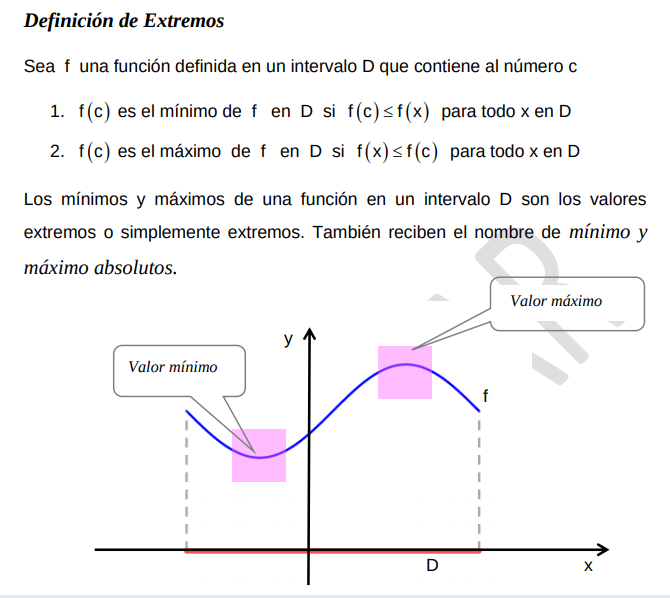 Definición de Extremos
Sea f una función definida en un intervalo D que contiene al número c
1. f(c) es el mínimo de f en D si f(c)≤f(x) para todo x en D
2. f(c) es el máximo de f en D si f(x)≤f(c) para todo x en D
Los mínimos y máximos de una función en un intervalo D son los valores
extremos o simplemente extremos. También reciben el nombre de mínimo y
máximo absolutos.
Valor máximo
y
Valor mínimo
f
D
x